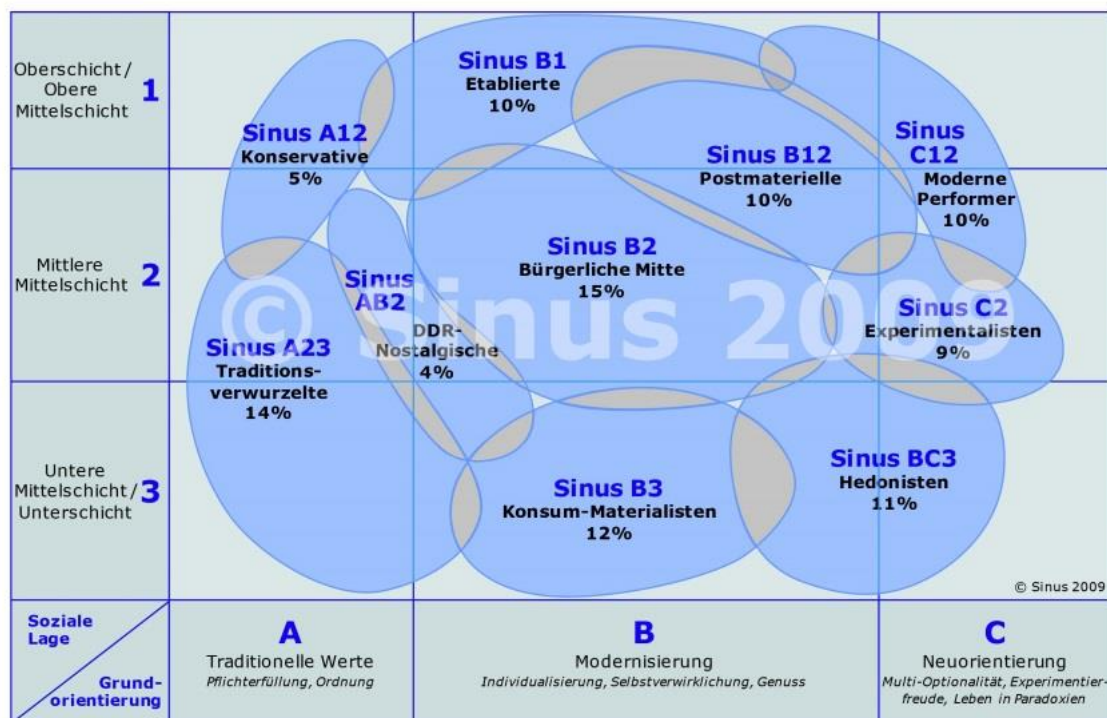 Oberschicht /
Obere
Mittelschicht
1
Mittlere
Mittelschicht
2
Untere
Mittelschicht /
Unterschicht
3
Sinus B1
Etablierte
10%
Sinus A12
Konservative
5%
Sinus B12
Postmaterielle
10%
Sinus
C12
Moderne
Performer
10%
Sinus B2
Bürgerliche Mitte
15%
Sinus
AB2
DDR-
Nostalgische
4%
Sinus A23
Traditions-
verwurzelte
14%
Sinus C2
Experimentalisten
9%
Sinus B3
Konsum-Materialisten
12%
Sinus BC3
Hedonisten
11%
© Sinus 2009
© Sinus 2009
Soziale
Lage
Grund-
orientierung
A
Traditionelle Werte
Pflichterfüllung, Ordnung
B
Modernisierung
Individualisierung, Selbstverwirklichung, Genuss
C
Neuorientierung
Multi-Optionalität, Experimentier-
freude, Leben in Paradoxien